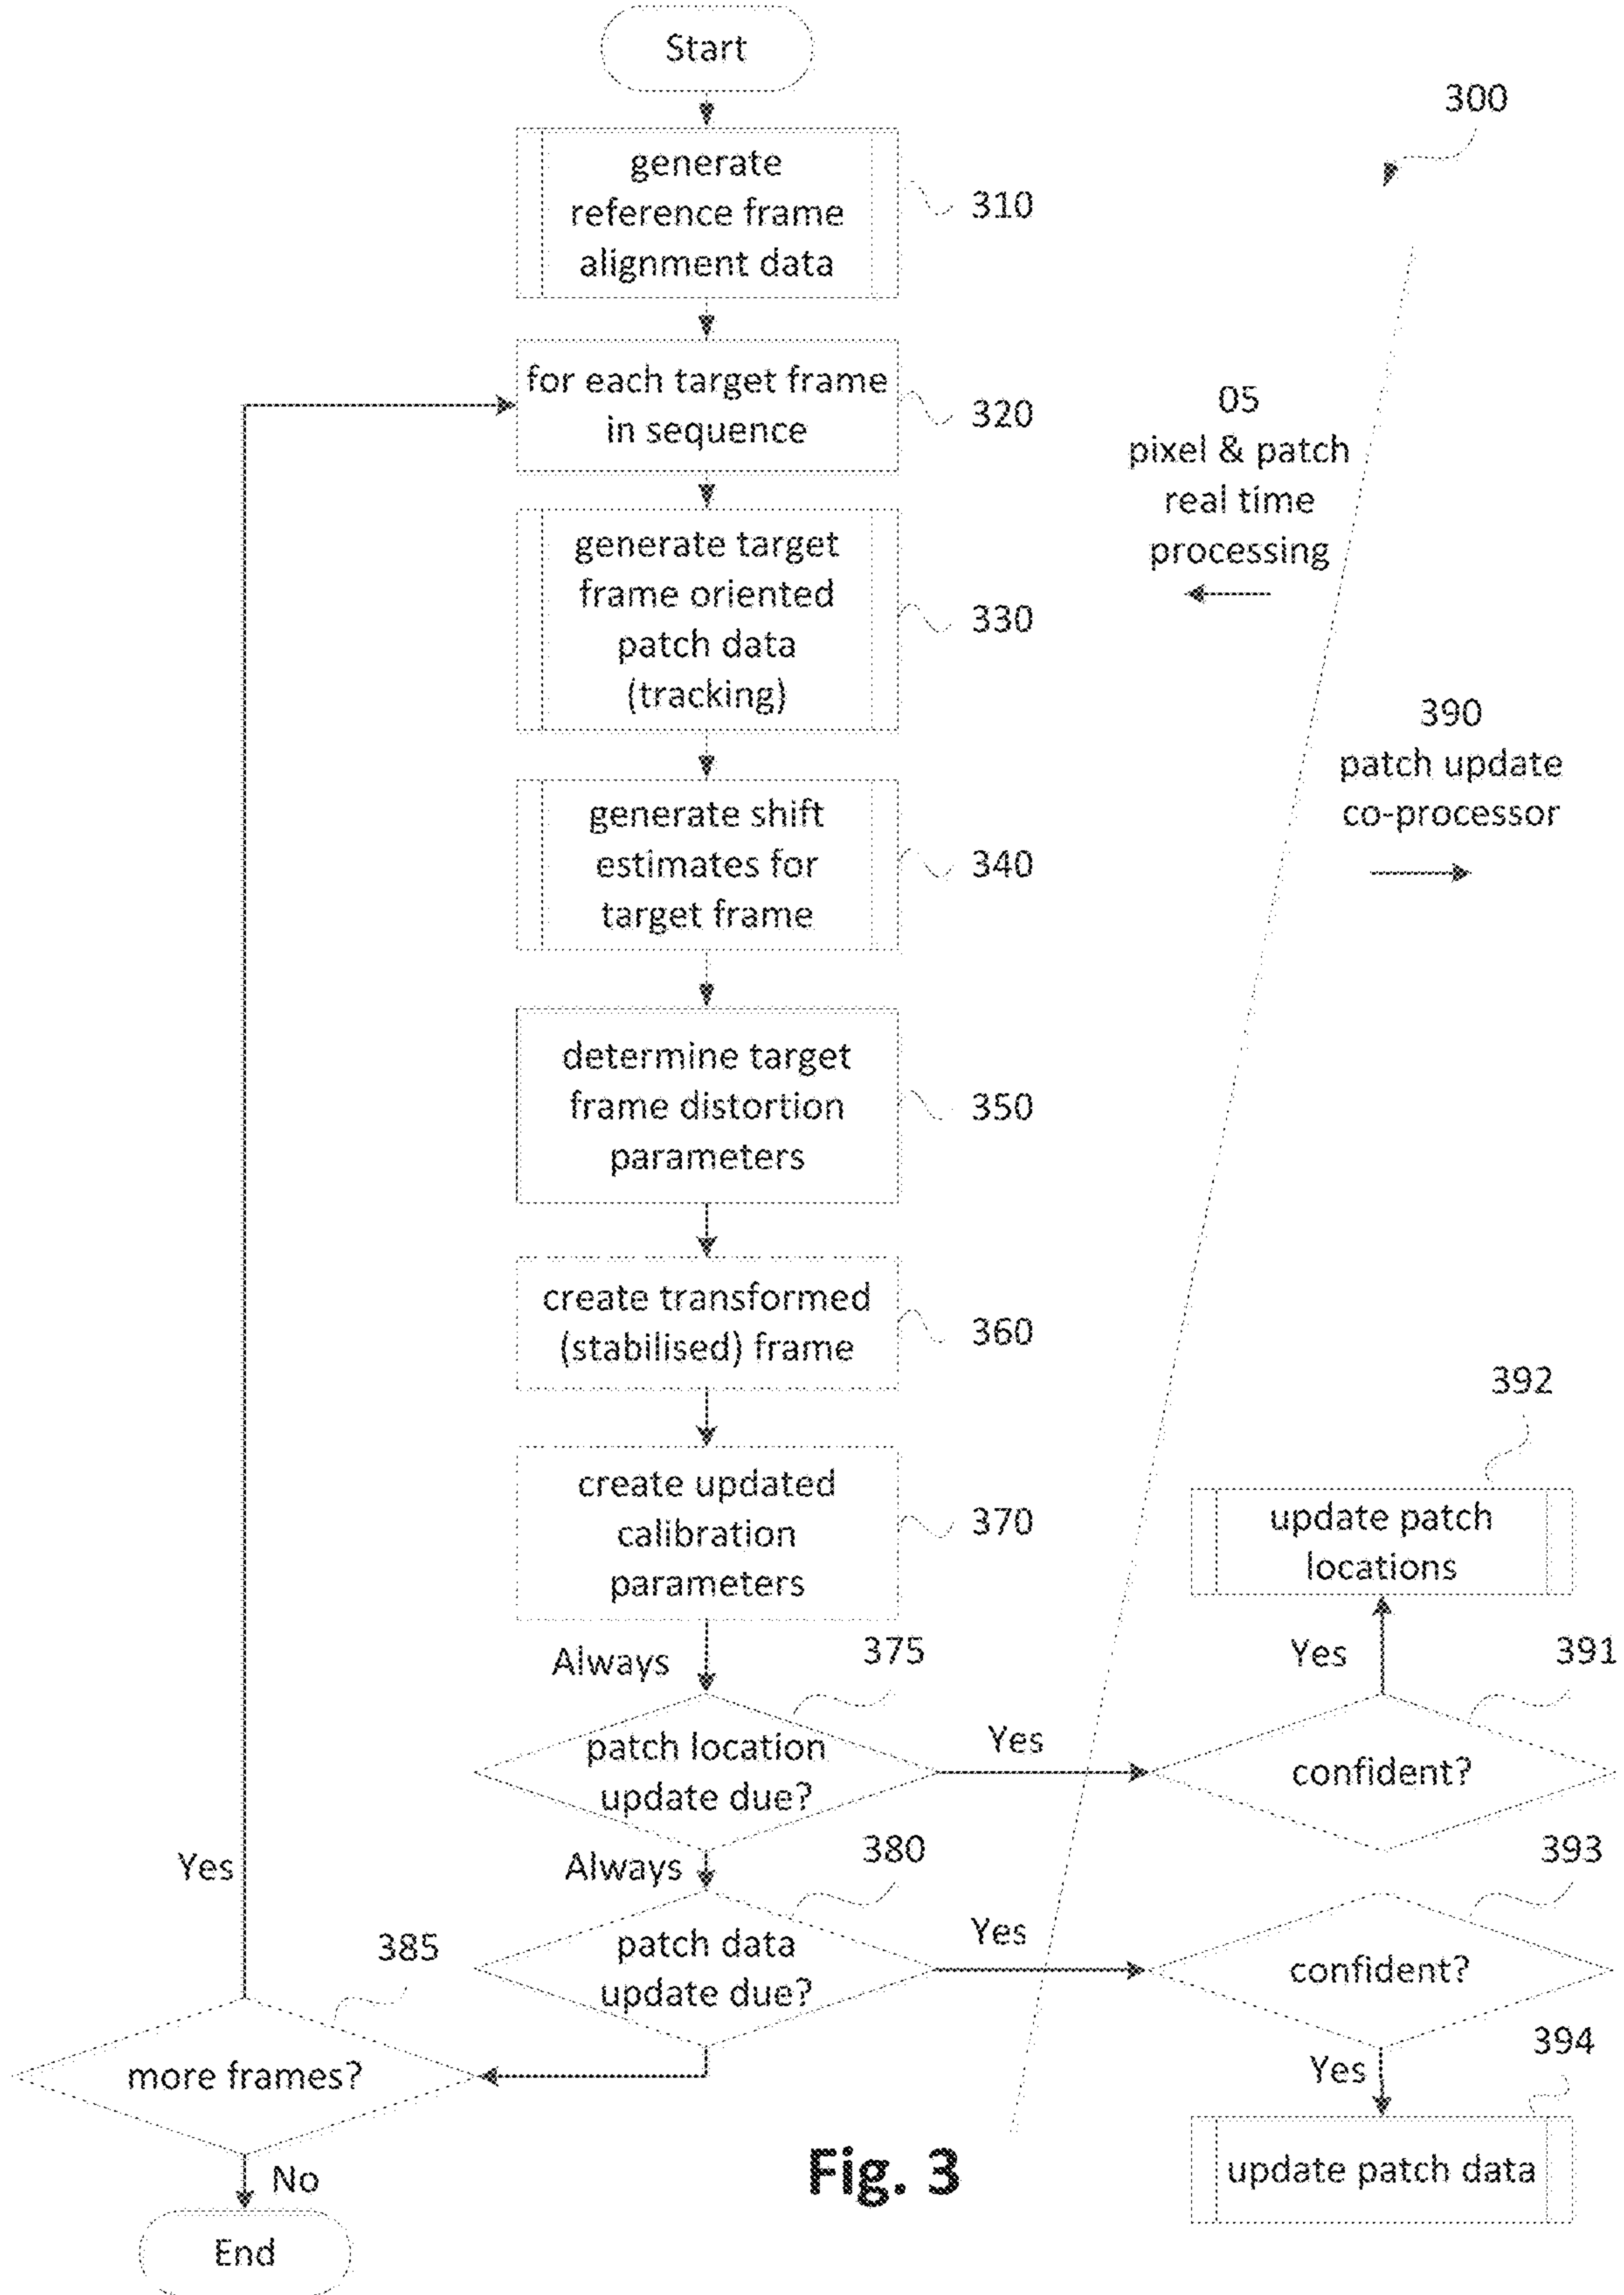 Start
300
generate
reference frame
alignment data
310
for each target frame
in sequence
320
05
pixel & patch
real time
processing
generate target
frame oriented
patch data
(tracking)
330
390
patch update
co-processor
generate shift
estimates for
target frame
340
determine target
frame distortion
parameters
350
create transformed
(stabilised) frame
360
392
create updated
calibration
parameters
370
update patch
locations
Always
375
Yes
391
patch location
update due?
Yes
confident?
Yes
Always
380
393
385
patch data
update due?
Yes
confident?
more frames?
Yes
394
No
Fig. 3
update patch data
End